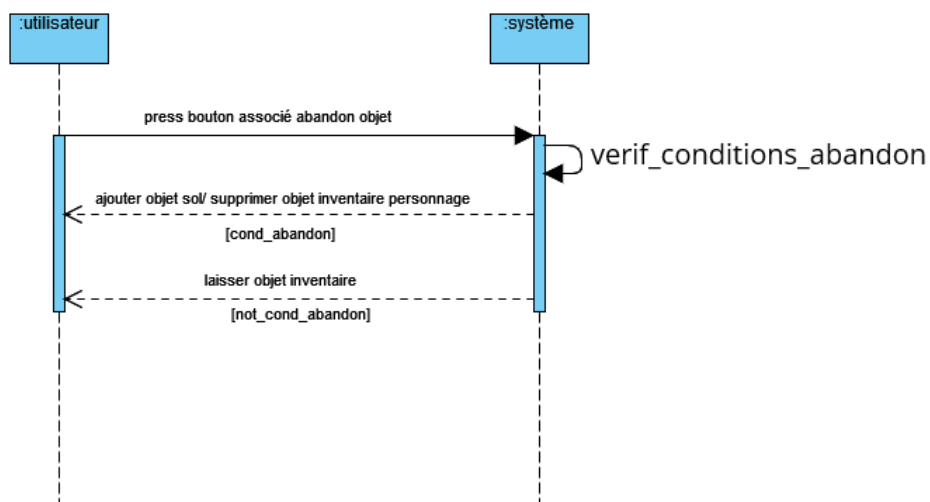 :utilisateur
:système
press bouton associé abandon objet
verif_conditions_abandon
ajouter objet sol/ supprimer objet inventaire personnage
[cond_abandon]
laisser objet inventaire
[not_cond_abandon]